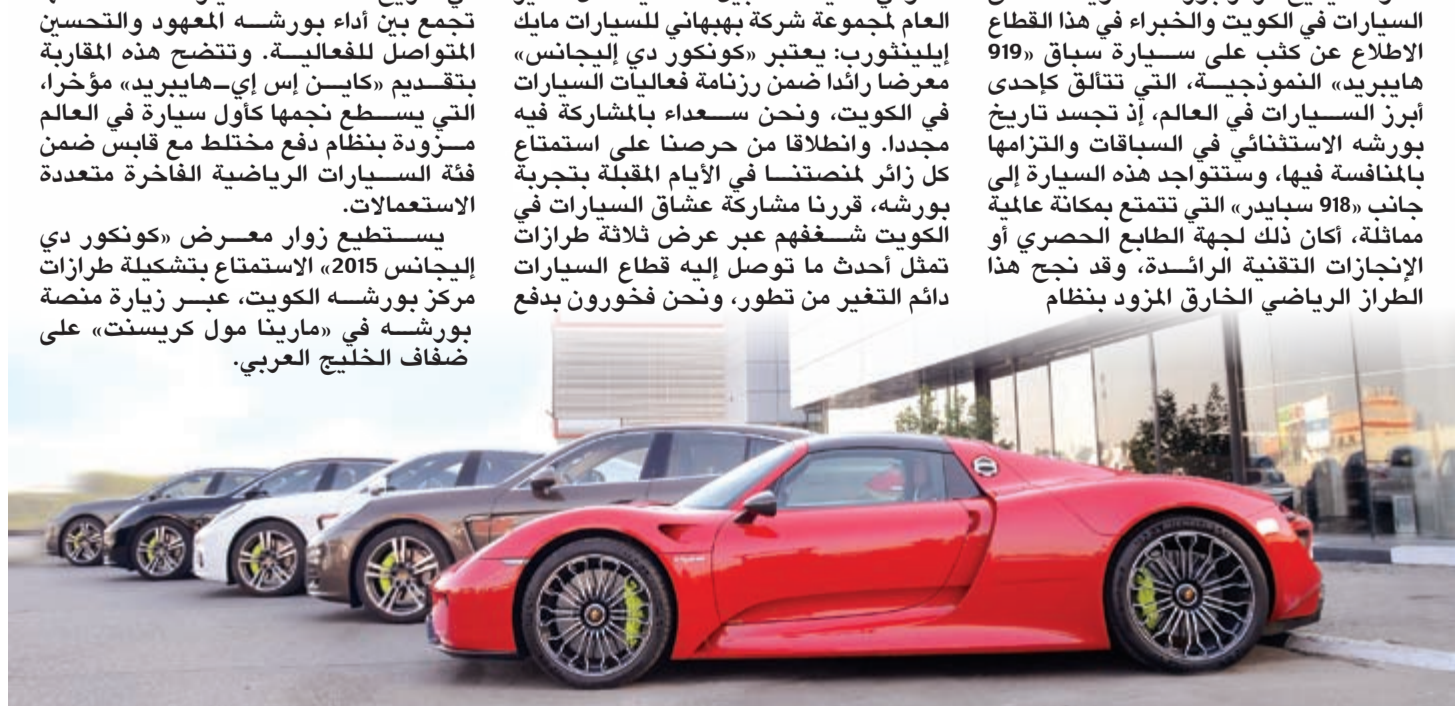 السيارات في الكويت والخبراء في هذا القطاع
الاطلاع عن كثب على سيارة سباق «919
هايبريد» النموذجية، التي تتألق كإحدى
أبرز السيارات في العالم، إذ تجسد تاريخ
بورشه الاستثنائي في السباقات والتزامها
بالمنافسة فيها، وستتواجد هذه السيارة إلى
جانب «918 سبايدر» التي تتمتع بمكانة عالمية
مماثلة، أكان ذلك لجهة الطابع الحصري أو
الإنجازات التقنية الرائدة، وقد نجح هذا
الطراز الرياضي الخارق المزود بنظام
العام لمجموعة شركة بهبهاني للسيارات مايك
إيلينثورب: يعتبر «كونكور دي إليجانس»
معرضا رائدا ضمن رزنامة فعاليات السيارات
في الكويت، ونحن سعداء بالمشاركة فيه
مجددا. وانطلاقا من حرصنا على استمتاع
كل زائر لمنصتنا في الأيام المقبلة بتجربة
بورشه، قررنا مشاركة عشاق السيارات في
الكويت شغفهم عبر عرض ثلاثة طرازات
تمثل أحدث ما توصل إليه قطاع السيارات
دائم التغير من تطور، ونحن فخورون بدفع
تجمع بين أداء بورشه المعهود والتحسين
المتواصل للفعالية. وتتضح هذه المقاربة
بتقديم «كايين إس إي-هايبريد» مؤخرا،
التي يسطع نجمها كأول سيارة في العالم
مزودة بنظام دفع مختلط مع قابس ضمن
فئة السيارات الرياضية الفاخرة متعددة
الاستعمالات.
يستطيع زوار معرض «كونكور دي
إليجانس 2015» الاستمتاع بتشكيلة طرازات
مركز بورشه الكويت، عبر زيارة منصة
بورشه في «مارينا مول كريسنت» على
ضفاف الخليج العربي.